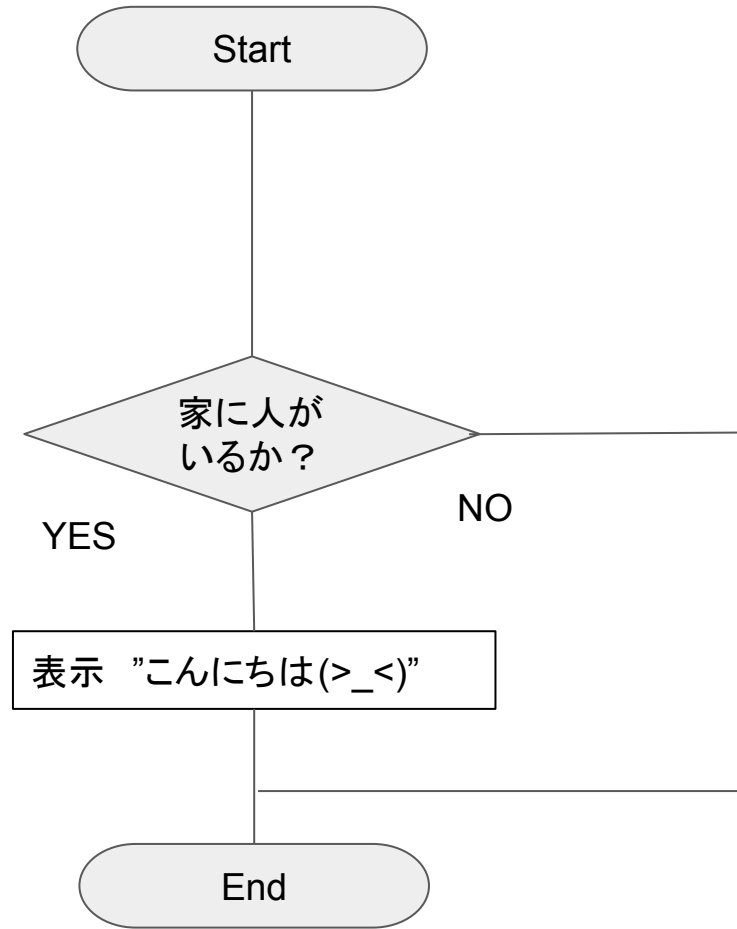 Start
家に人が
いるか？
NO
YES
表示　”こんにちは(>_<)”
End